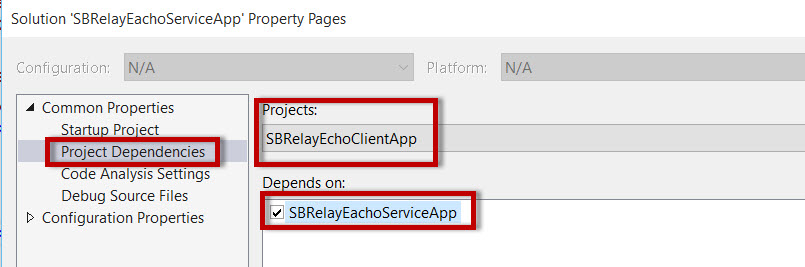 Solution 'SBRelayEachoServiceApp' Property Pages
Configuration: N/A Platform: N/A
Common Properties
Startup Project
Project Dependencies
Code Analysis Settings
Debug Source Files
Configuration Properties
Projects:
SBRelayEchoClientApp
Depends on:
SBRelayEachoServiceApp